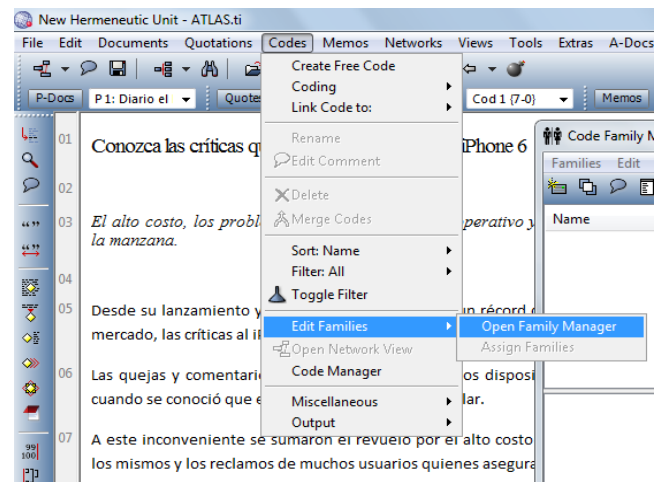 New Hermeneutic Unit - ATLAS.ti
File Edit Documents Quotations Codes Memos Networks Views Tools Extras A-Docs
P-Docs P 1: Diario el Quote Cod 1 {7-0} Memos
Create Free Code
Coding
Link Code to:
Rename
Edit Comment
Delete
Merge Codes
Sort: Name
Filter: All
Toggle Filter
Edit Families
Open Network View
Code Manager
Miscellaneous
Output
Open Family Manager
Assign Families
Code Family M
Families Edit
Name
01 Conozca las críticas qu iPhone 6
02
03 El alto costo, los proble perativo y
la manzana.
04
05 Desde su lanzamiento y un récord
mercado, las críticas al iP
06 Las quejas y comentario os disposi
cuando se conoció que e lar.
07 A este inconveniente se sumaron el revuelo por el alto costo
los mismos y los reclamos de muchos usuarios quienes asegura
99
100